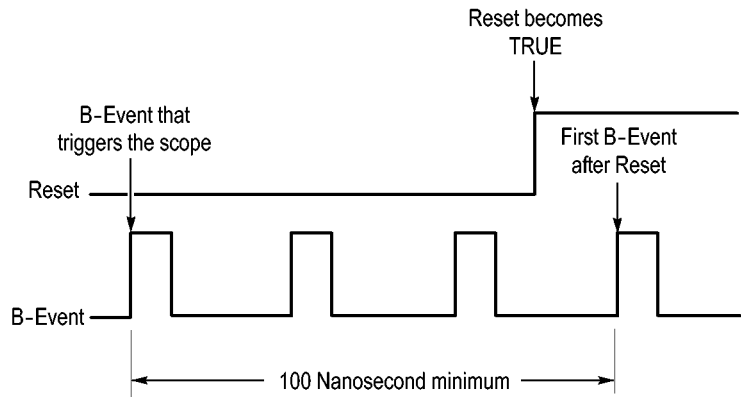 Reset becomes
TRUE
B-Event that
triggers the scope
First B-Event
after Reset
Reset
B-Event
100 Nanosecond minimum